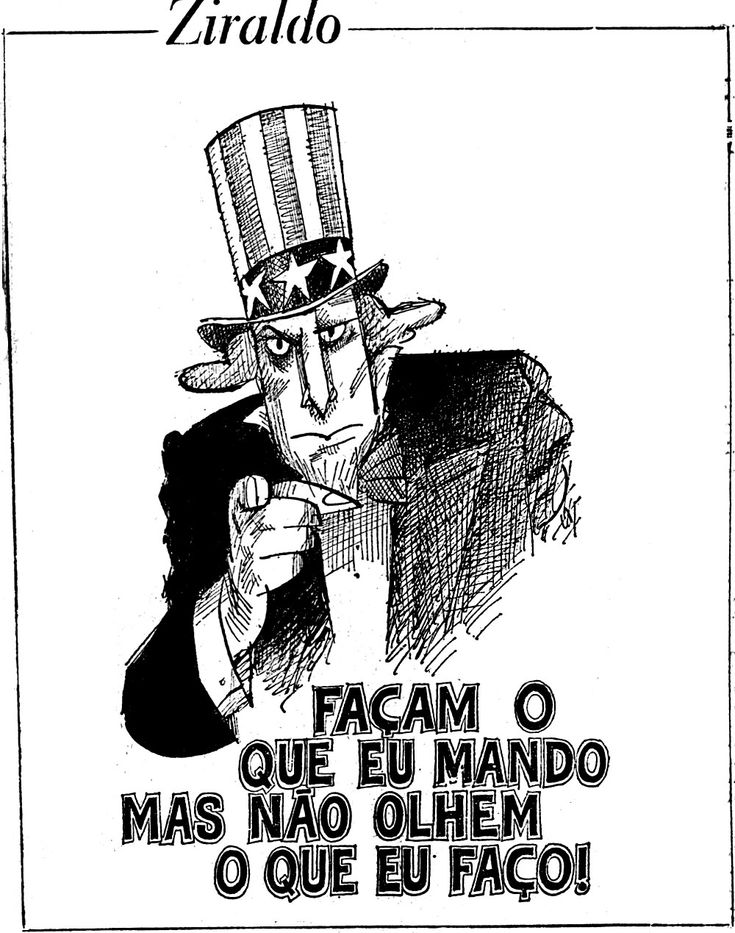 Ziraldo
FAÇAM O
QUE EU MANDO
MAS NÃO OLHEM
O QUE EU FAÇO!